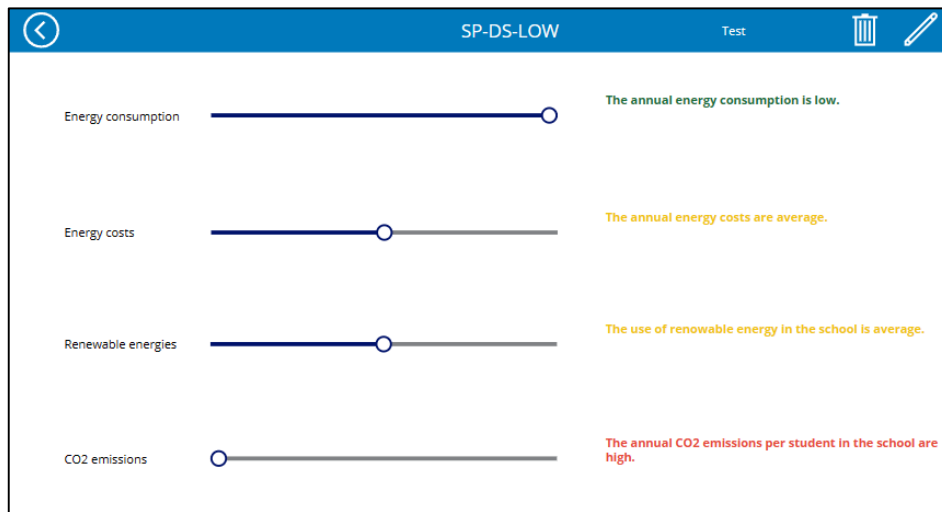 SP-DS-LOW
Test
Energy consumption
The annual energy consumption is low.
Energy costs
The annual energy costs are average.
Renewable energies
The use of renowable energy in the school is average.
CO2 emissions
The annual CO2 emissions per student in the school are
high.